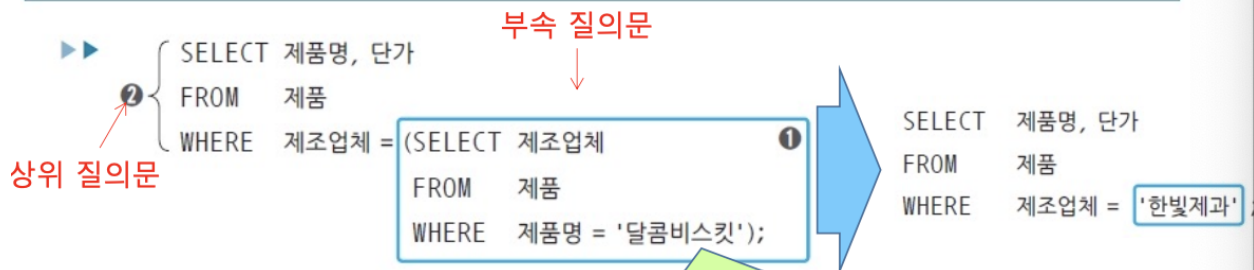 부속 질의문
SELECT 제품명, 단가
❷
FROM 제품
WHERE 제조업체 = (SELECT 제조업체 ❶
FROM 제품
WHERE 제품명 = '달콤비스킷');
상위 질의문
SELECT 제품명, 단가
FROM 제품
WHERE 제조업체 = '한빛제과' ;